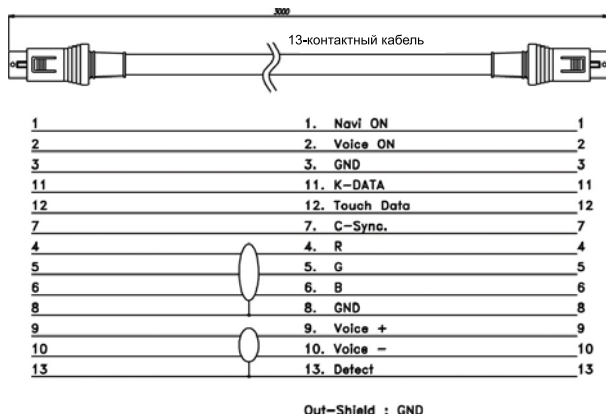 3000
13-контактный кабель
1 1. Navi ON 1
2 2. Voice ON 2
3 3. GND 3
11 11. K-DATA 11
12 12. Touch Data 12
7 7. C-Sync. 7
4 4. R 4
5 5. G 5
6 6. B 6
8 8. GND 8
9 9. Voice + 9
10 10. Voice - 10
13 13. Detect 13
Out-Shield : GND